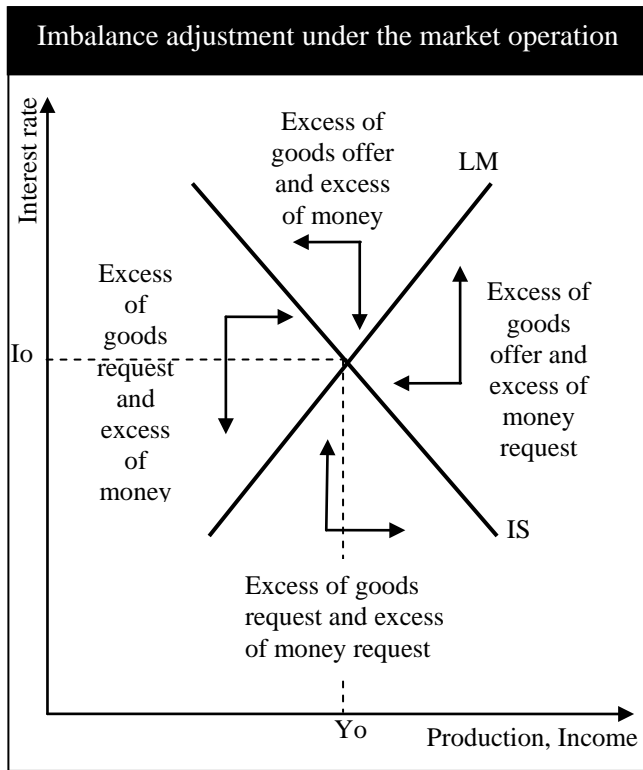 Imbalance adjustment under the market operation
Interest rate
Excess of
goods offer
and excess
of money
LM
Excess
of
goods
request
and
excess
of
money
Excess of
goods
offer and
excess of
money
request
Io
IS
Excess of goods
request and excess
of money request
Yo
Production, Income